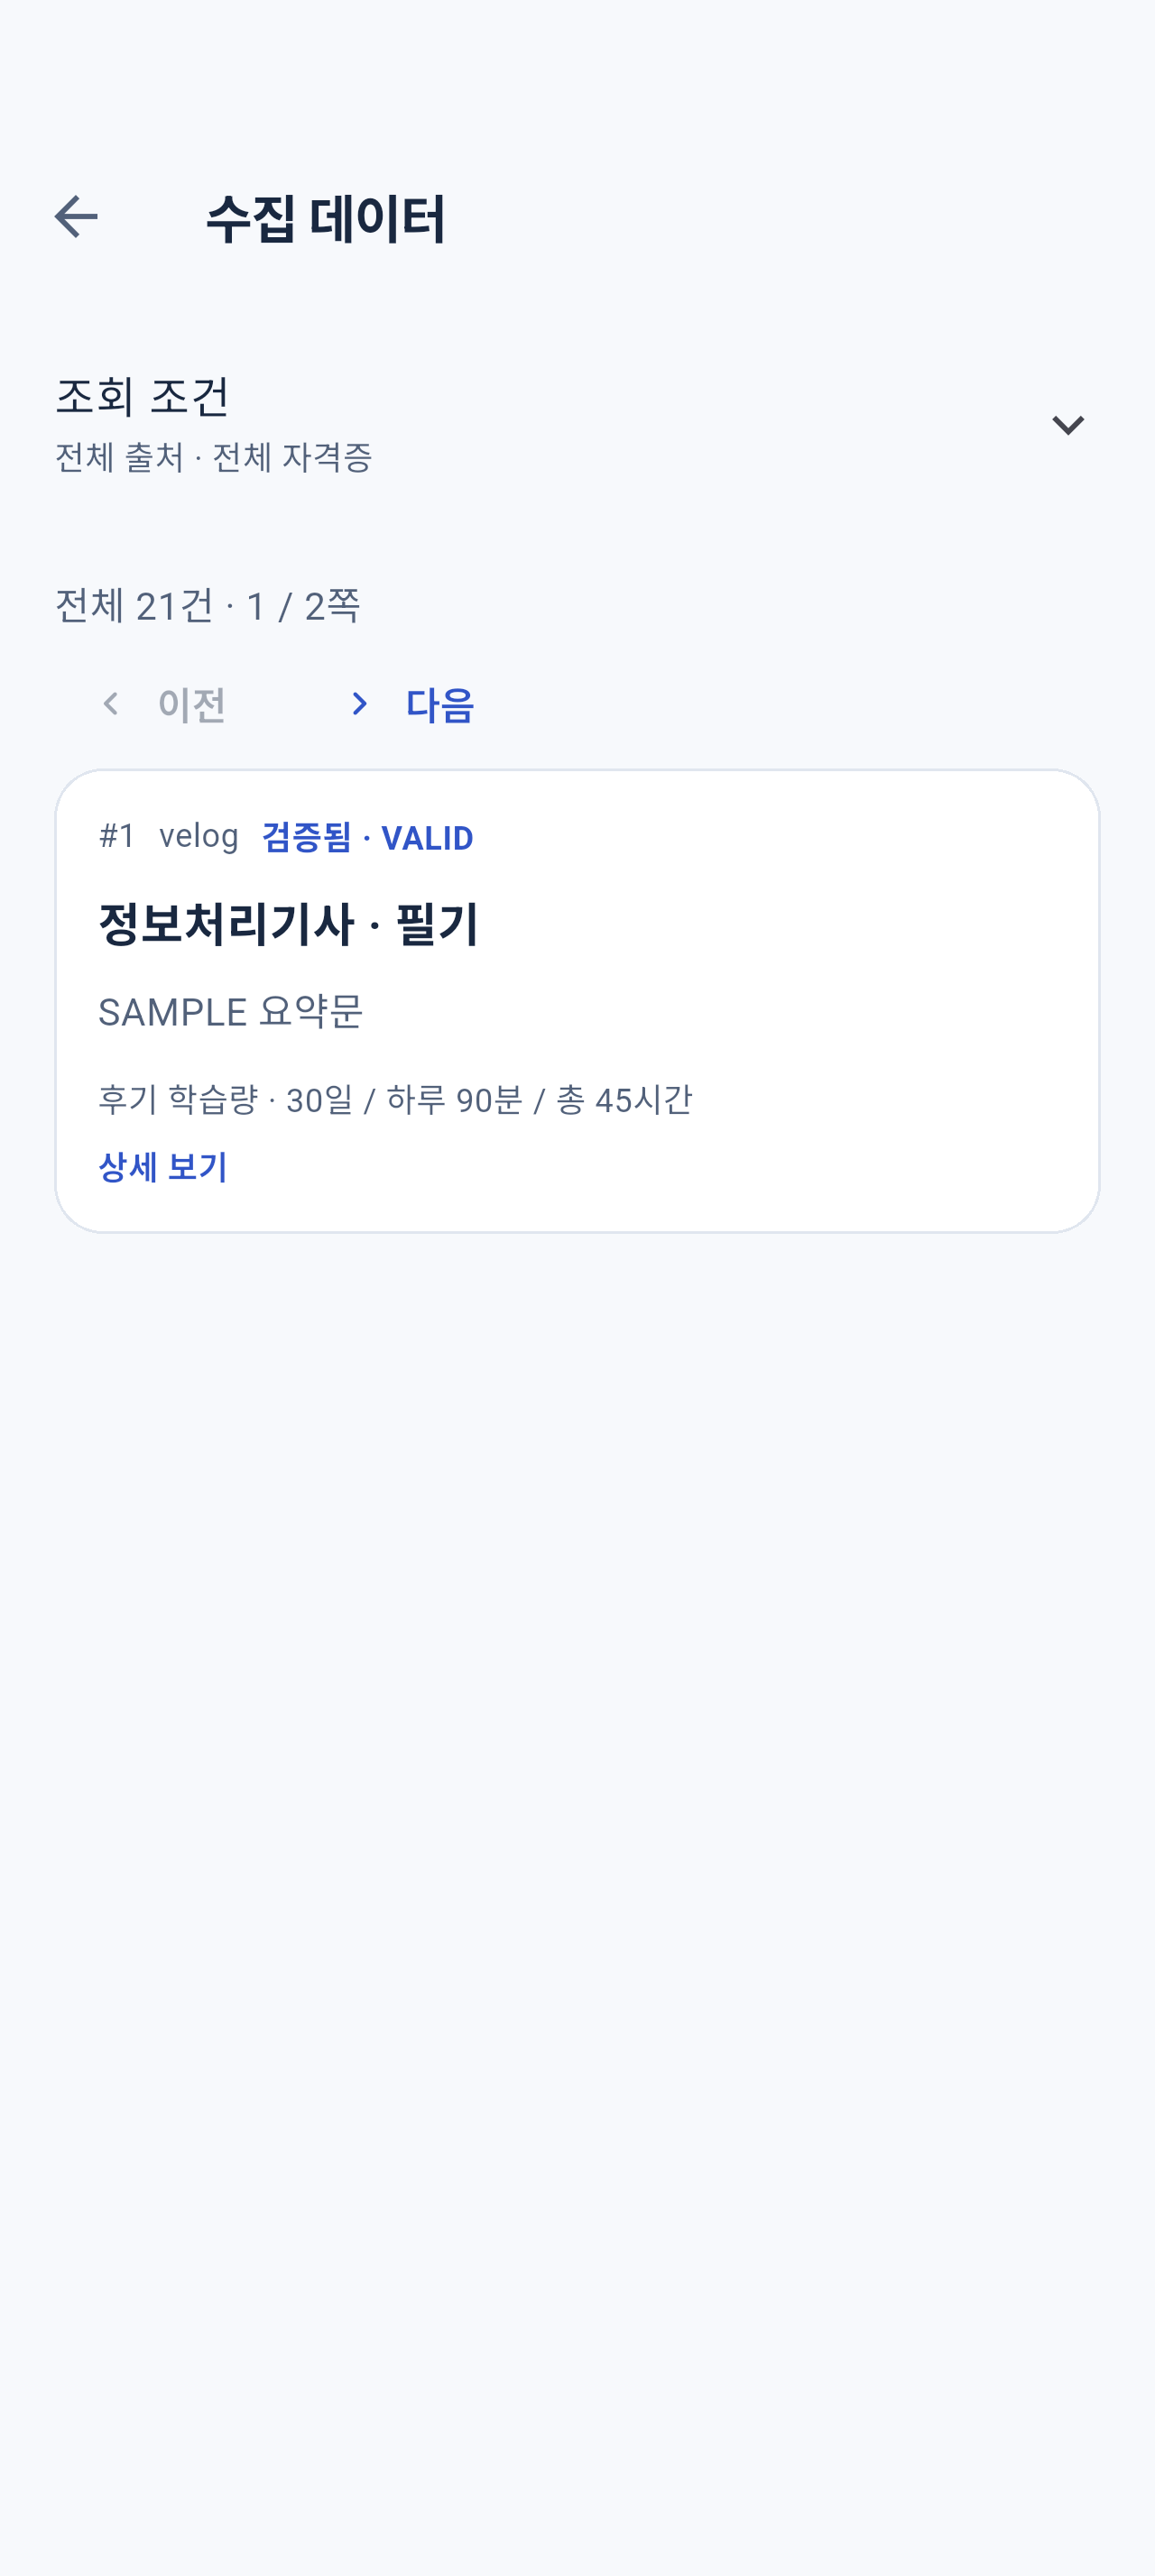 수집 데이터
조회 조건
전체 출처 · 전체 자격증
전체 21건 · 1 / 2쪽
이전 다음
#1 velog 검증됨 · VALID
정보처리기사 · 필기
SAMPLE 요약문
후기 학습량 · 30일 / 하루 90분 / 총 45시간
상세 보기